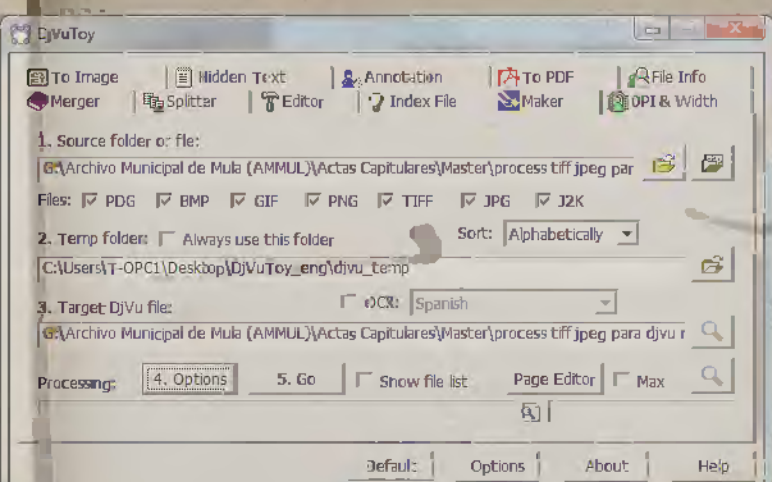 DjVuToy
To Image Hidden Text Annotation To PDF File Info
Merger Splitter Editor Index File Maker DPI & Width
1. Source folder or file:
G:\Archivo Municipal de Mula (AMMUL)\Actas Capitulares\Master\process tiff jpeg par
Files: PDG BMP GIF PNG TIFF JPG J2K
2. Temp folder: Always use this folder Sort: Alphabetically
C:\Users\T-OPC1\Desktop\DjVuToy_eng\djvu_temp
3. Target DjVu file: OCR: Spanish
G:\Archivo Municipal de Mula (AMMUL)\Actas Capitulares\Master\process tiff jpeg para djvu r
Processing: 4. Options 5. Go Show file list Page Editor Max
Default Options About Help